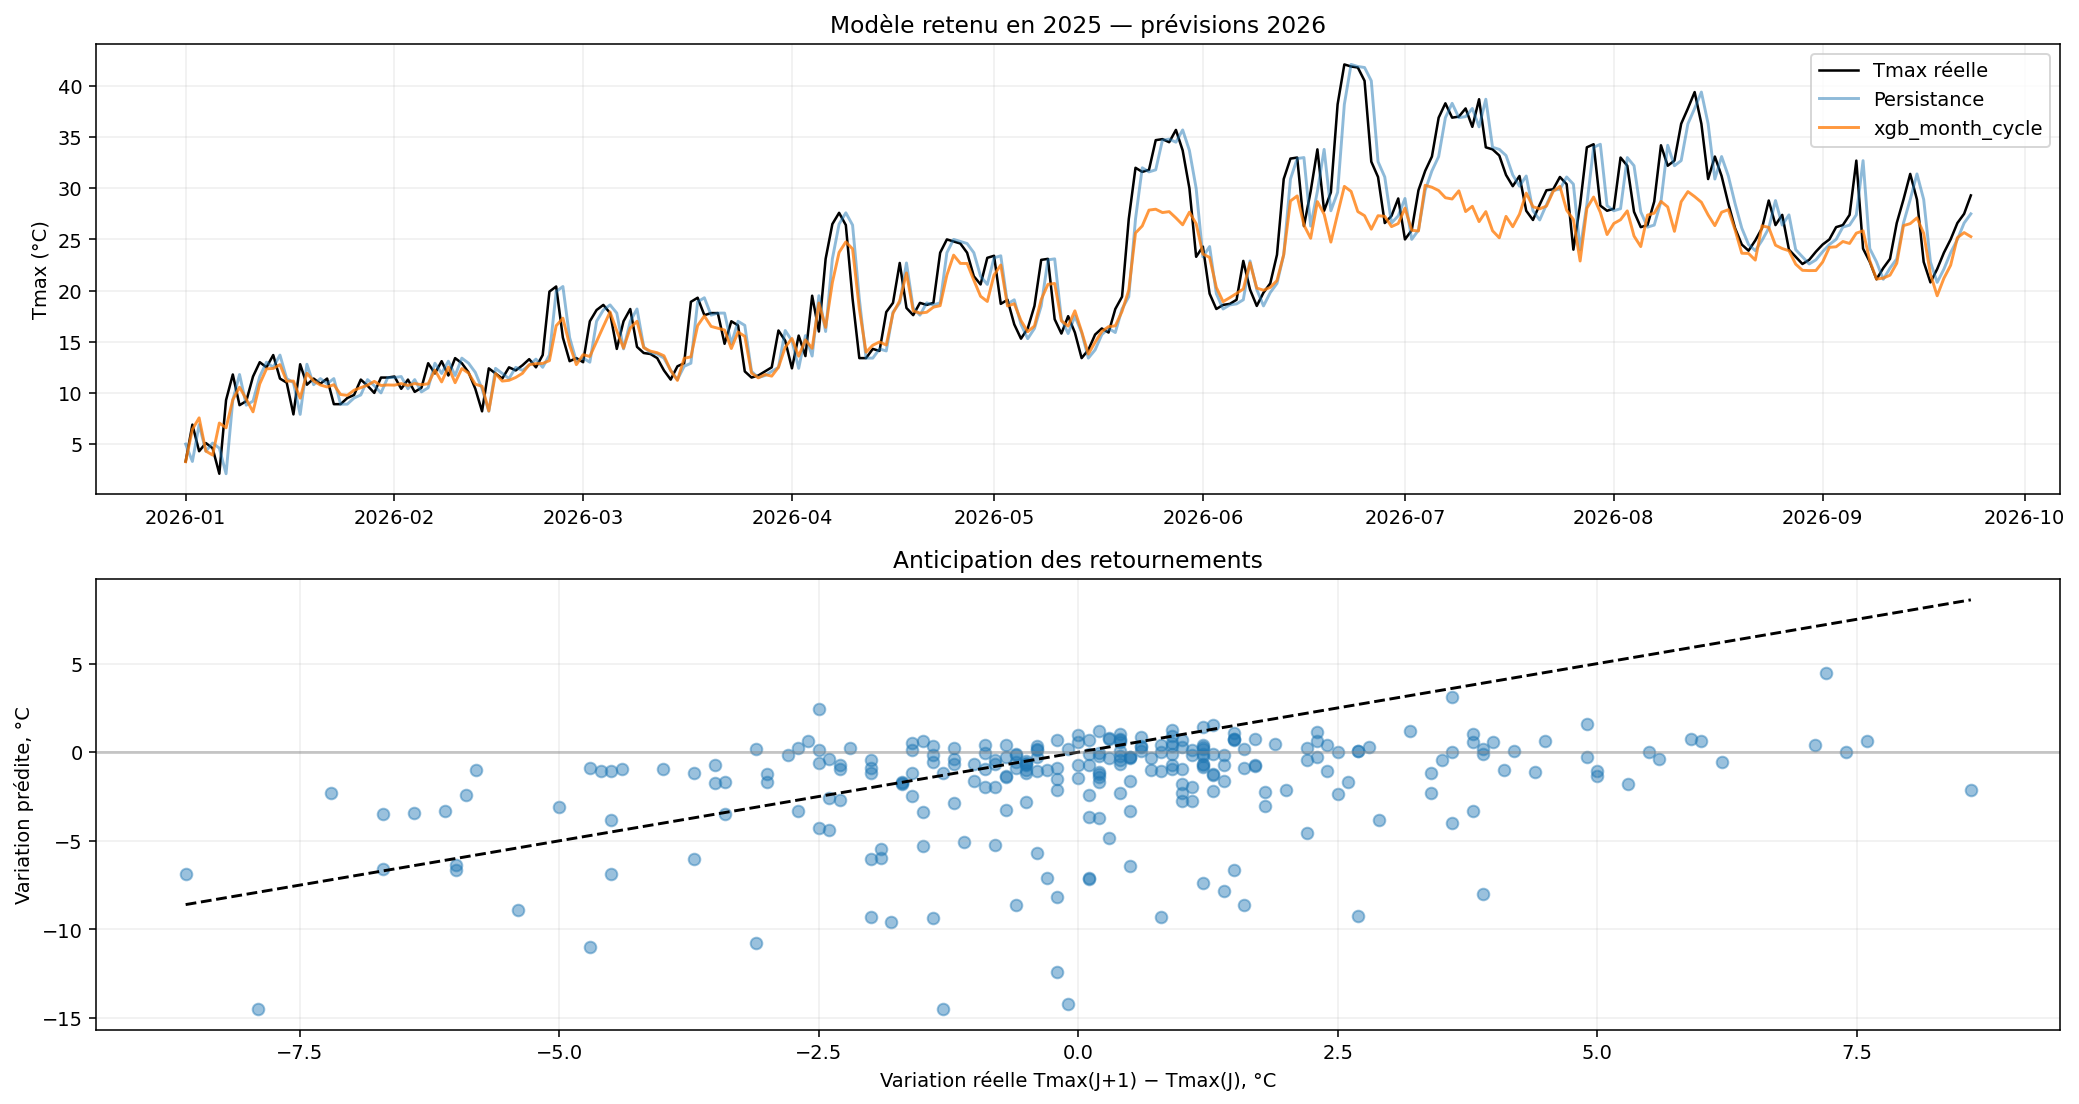 Modèle retenu en 2025 — prévisions 2026
Tmax (°C)
40
35
30
25
20
15
10
5
Tmax réelle
Persistance
xgb_month_cycle
2026-01 2026-02 2026-03 2026-04 2026-05 2026-06 2026-07 2026-08 2026-09 2026-10
Anticipation des retournements
Variation prédite, °C
5
0
−5
−10
−15
−7.5 −5.0 −2.5 0.0 2.5 5.0 7.5
Variation réelle Tmax(J+1) − Tmax(J), °C